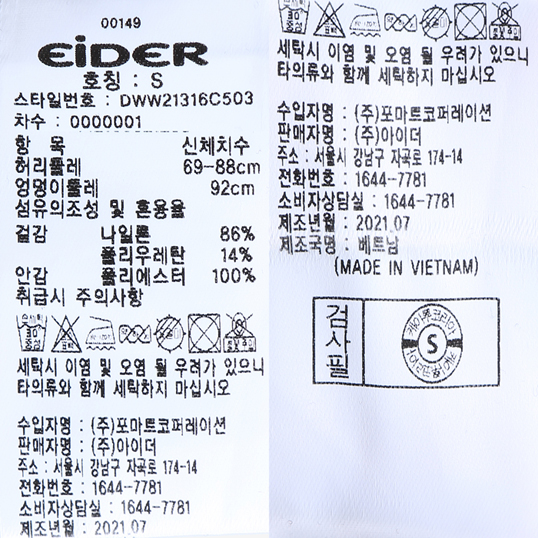 00149
EiDER
호칭 : S
스타일번호 : DWW21316C503
차수 : 0000001
항 목 신체치수
허리둘레 69-88cm
엉덩이둘레 92cm
섬유의조성 및 혼용율
겉감 나일론 86%
폴리우레탄 14%
안감 폴리에스터 100%
취급시 주의사항
세탁시 이염 및 오염 될 우려가 있으니
타의류와 함께 세탁하지 마십시오
수입자명 : (주)포마트코퍼레이션
판매자명 : (주)아이더
주소 : 서울시 강남구 자곡로 174-14
전화번호 : 1644-7781
소비자상담실 : 1644-7781
제조년월 : 2021.07
세탁시 이염 및 오염 될 우려가 있으니
타의류와 함께 세탁하지 마십시오
수입자명 : (주)포마트코퍼레이션
판매자명 : (주)아이더
주소 : 서울시 강남구 자곡로 174-14
전화번호 : 1644-7781
소비자상담실 : 1644-7781
제조년월 : 2021.07
제조국명 : 베트남
(MADE IN VIETNAM)
검사필
S